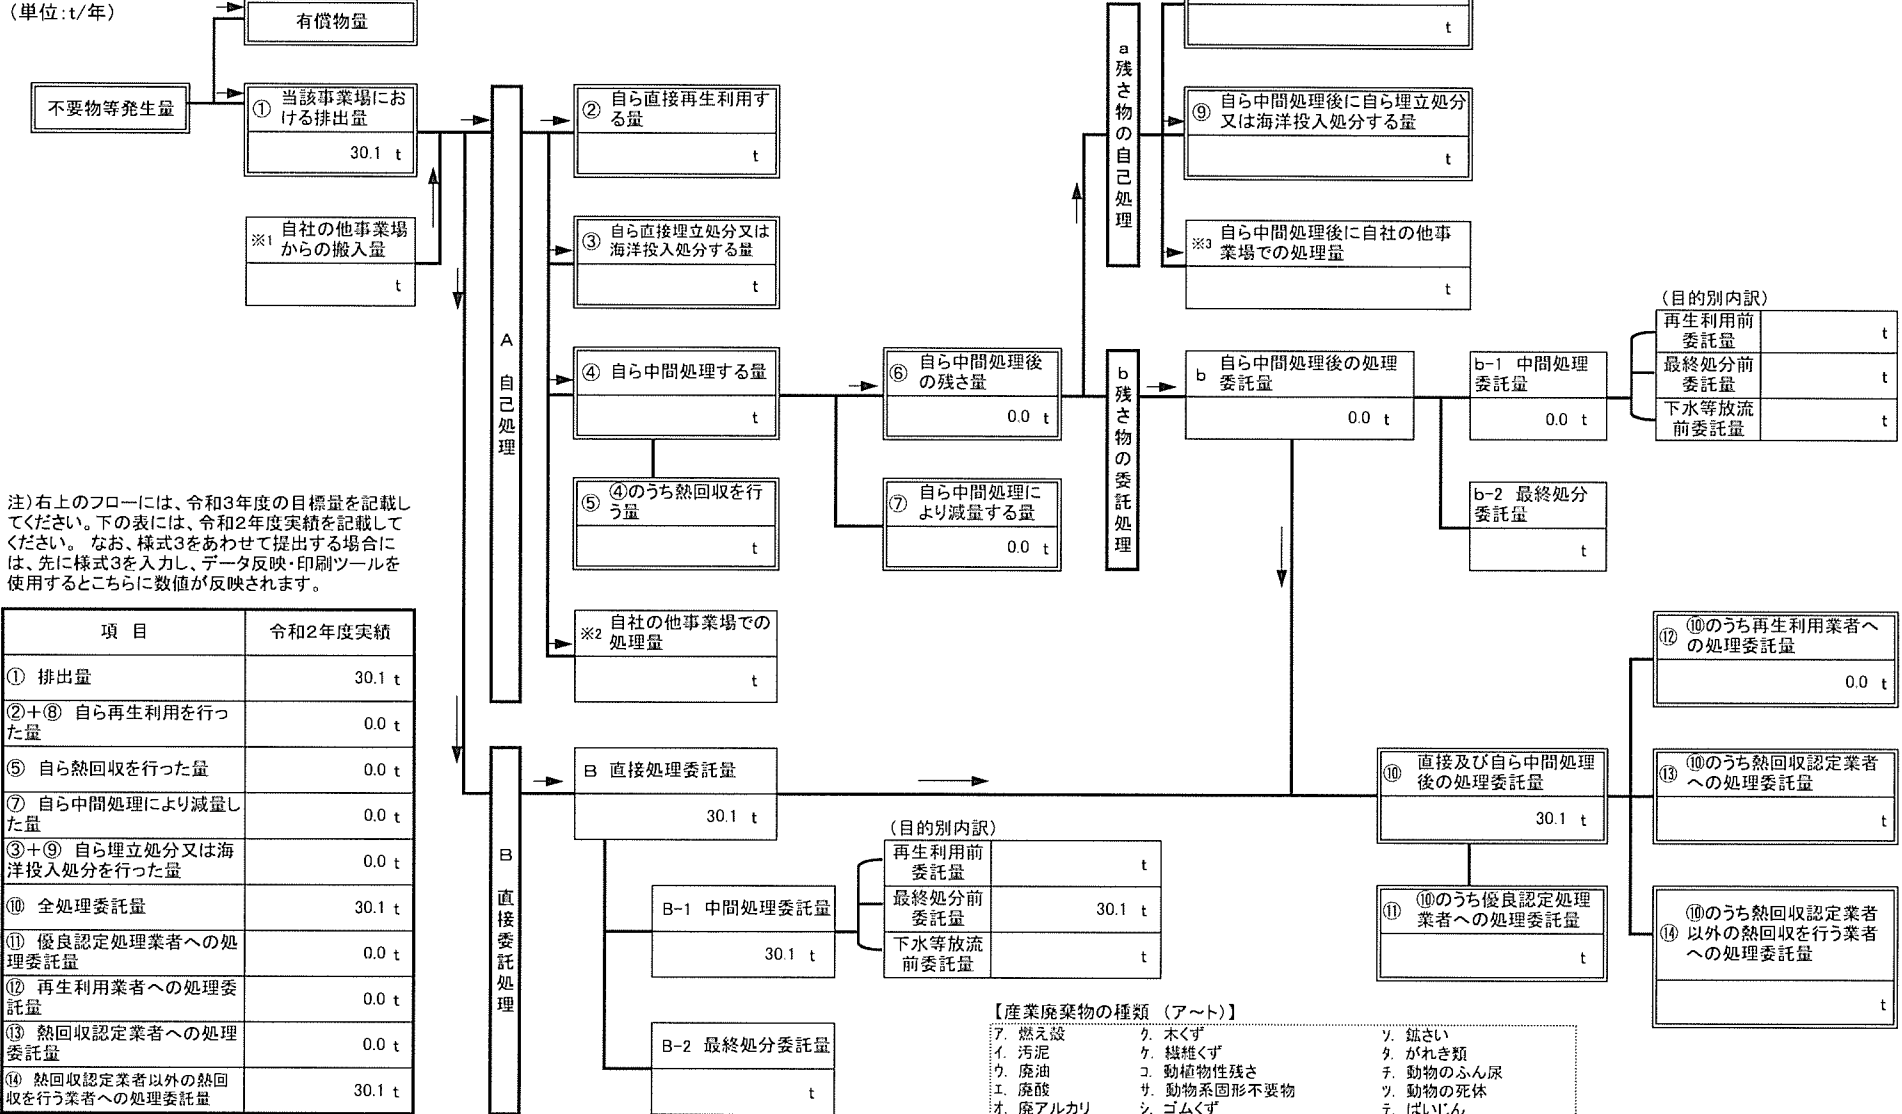 (単位:t/年)
有償物量
不要物等発生量
① 当該事業場にお
ける排出量
30.1 t
※1 自社の他事業場
からの搬入量
t
A
自己処理
② 自ら直接再生利用す
る量
t
③ 自ら直接埋立処分又は
海洋投入処分する量
t
④ 自ら中間処理する量
t
⑤ ④のうち熱回収を行
う量
t
※2 自社の他事業場での
処理量
t
⑥ 自ら中間処理後
の残さ量
0.0 t
⑦ 自ら中間処理に
より減量する量
0.0 t
a
残さ物の自己処理
t
⑨ 自ら中間処理後に自ら埋立処分
又は海洋投入処分する量
t
※3 自ら中間処理後に自社の他事
業場での処理量
t
b
残さ物の委託処理
b 自ら中間処理後の処理
委託量
0.0 t
b-1 中間処理
委託量
0.0 t
b-2 最終処分
委託量
t
(目的別内訳)
再生利用前
委託量 t
最終処分前
委託量 t
下水等放流
前委託量 t
注)右上のフローには、令和3年度の目標量を記載し
てください。下の表には、令和2年度実績を記載して
ください。 なお、様式3をあわせて提出する場合に
は、先に様式3を入力し、データ反映・印刷ツールを
使用するとこちらに数値が反映されます。
項 目 令和2年度実績
① 排出量 30.1 t
②+⑧ 自ら再生利用を行っ
た量 0.0 t
⑤ 自ら熱回収を行った量 0.0 t
⑦ 自ら中間処理により減量し
た量 0.0 t
③+⑨ 自ら埋立処分又は海
洋投入処分を行った量 0.0 t
⑩ 全処理委託量 30.1 t
⑪ 優良認定処理業者への処
理委託量 0.0 t
⑫ 再生利用業者への処理委
託量 0.0 t
⑬ 熱回収認定業者への処理
委託量 0.0 t
⑭ 熱回収認定業者以外の熱回
収を行う業者への処理委託量 30.1 t
B
直接委託処理
B 直接処理委託量
30.1 t
B-1 中間処理委託量
30.1 t
B-2 最終処分委託量
t
(目的別内訳)
再生利用前
委託量 t
最終処分前
委託量 30.1 t
下水等放流
前委託量 t
⑩ 直接及び自ら中間処理
後の処理委託量
30.1 t
⑪ ⑩のうち優良認定処理
業者への処理委託量
t
⑫ ⑩のうち再生利用業者へ
の処理委託量
0.0 t
⑬ ⑩のうち熱回収認定業者
への処理委託量
t
⑭ ⑩のうち熱回収認定業者
以外の熱回収を行う業者
への処理委託量
t
【産業廃棄物の種類 (ア〜ト)】
ア. 燃え殻 ク. 木くず ソ. 鉱さい
イ. 汚泥 ケ. 繊維くず タ. がれき類
ウ. 廃油 コ. 動植物性残さ チ. 動物のふん尿
エ. 廃酸 サ. 動物系固形不要物 ツ. 動物の死体
オ. 廃アルカリ シ. ゴムくず テ. ばいじん